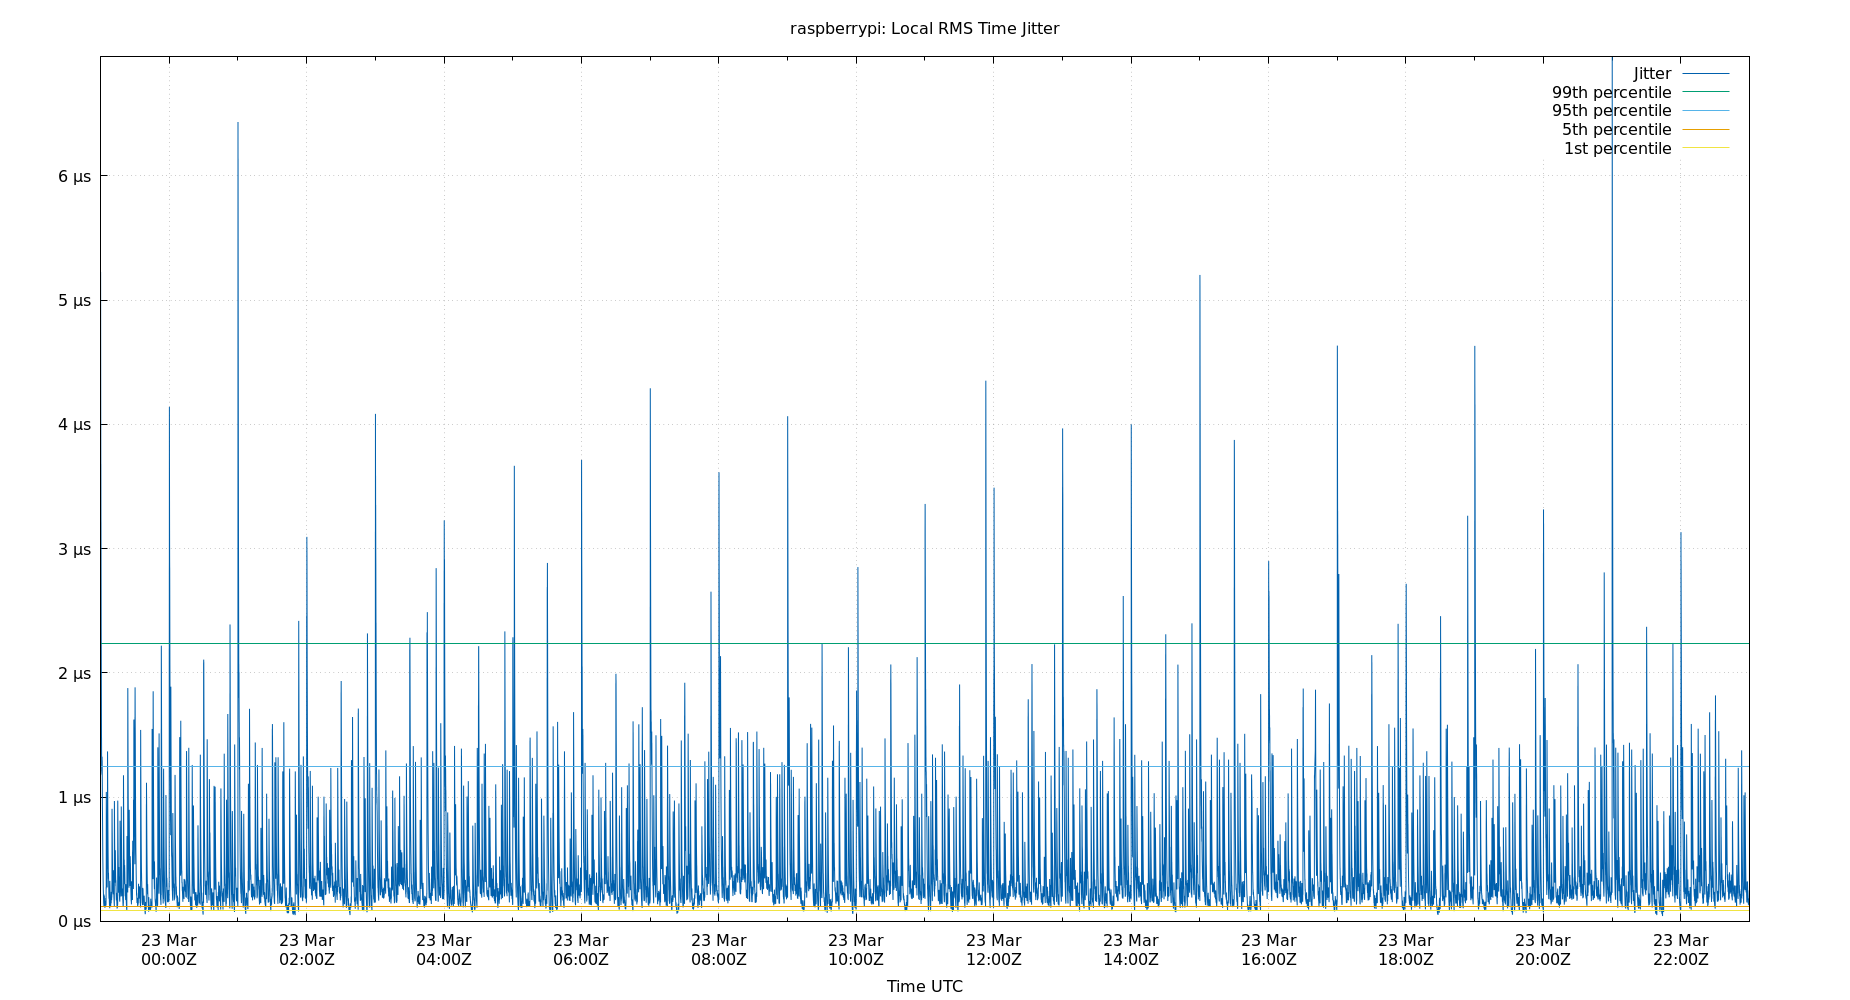 raspberrypi: Local RMS Time Jitter
Jitter
99th percentile
95th percentile
5th percentile
1st percentile
6 µs
5 µs
4 µs
3 µs
2 µs
1 µs
0 µs
23 Mar 23 Mar 23 Mar 23 Mar 23 Mar 23 Mar 23 Mar 23 Mar 23 Mar 23 Mar 23 Mar 23 Mar
00:00Z 02:00Z 04:00Z 06:00Z 08:00Z 10:00Z 12:00Z 14:00Z 16:00Z 18:00Z 20:00Z 22:00Z
Time UTC